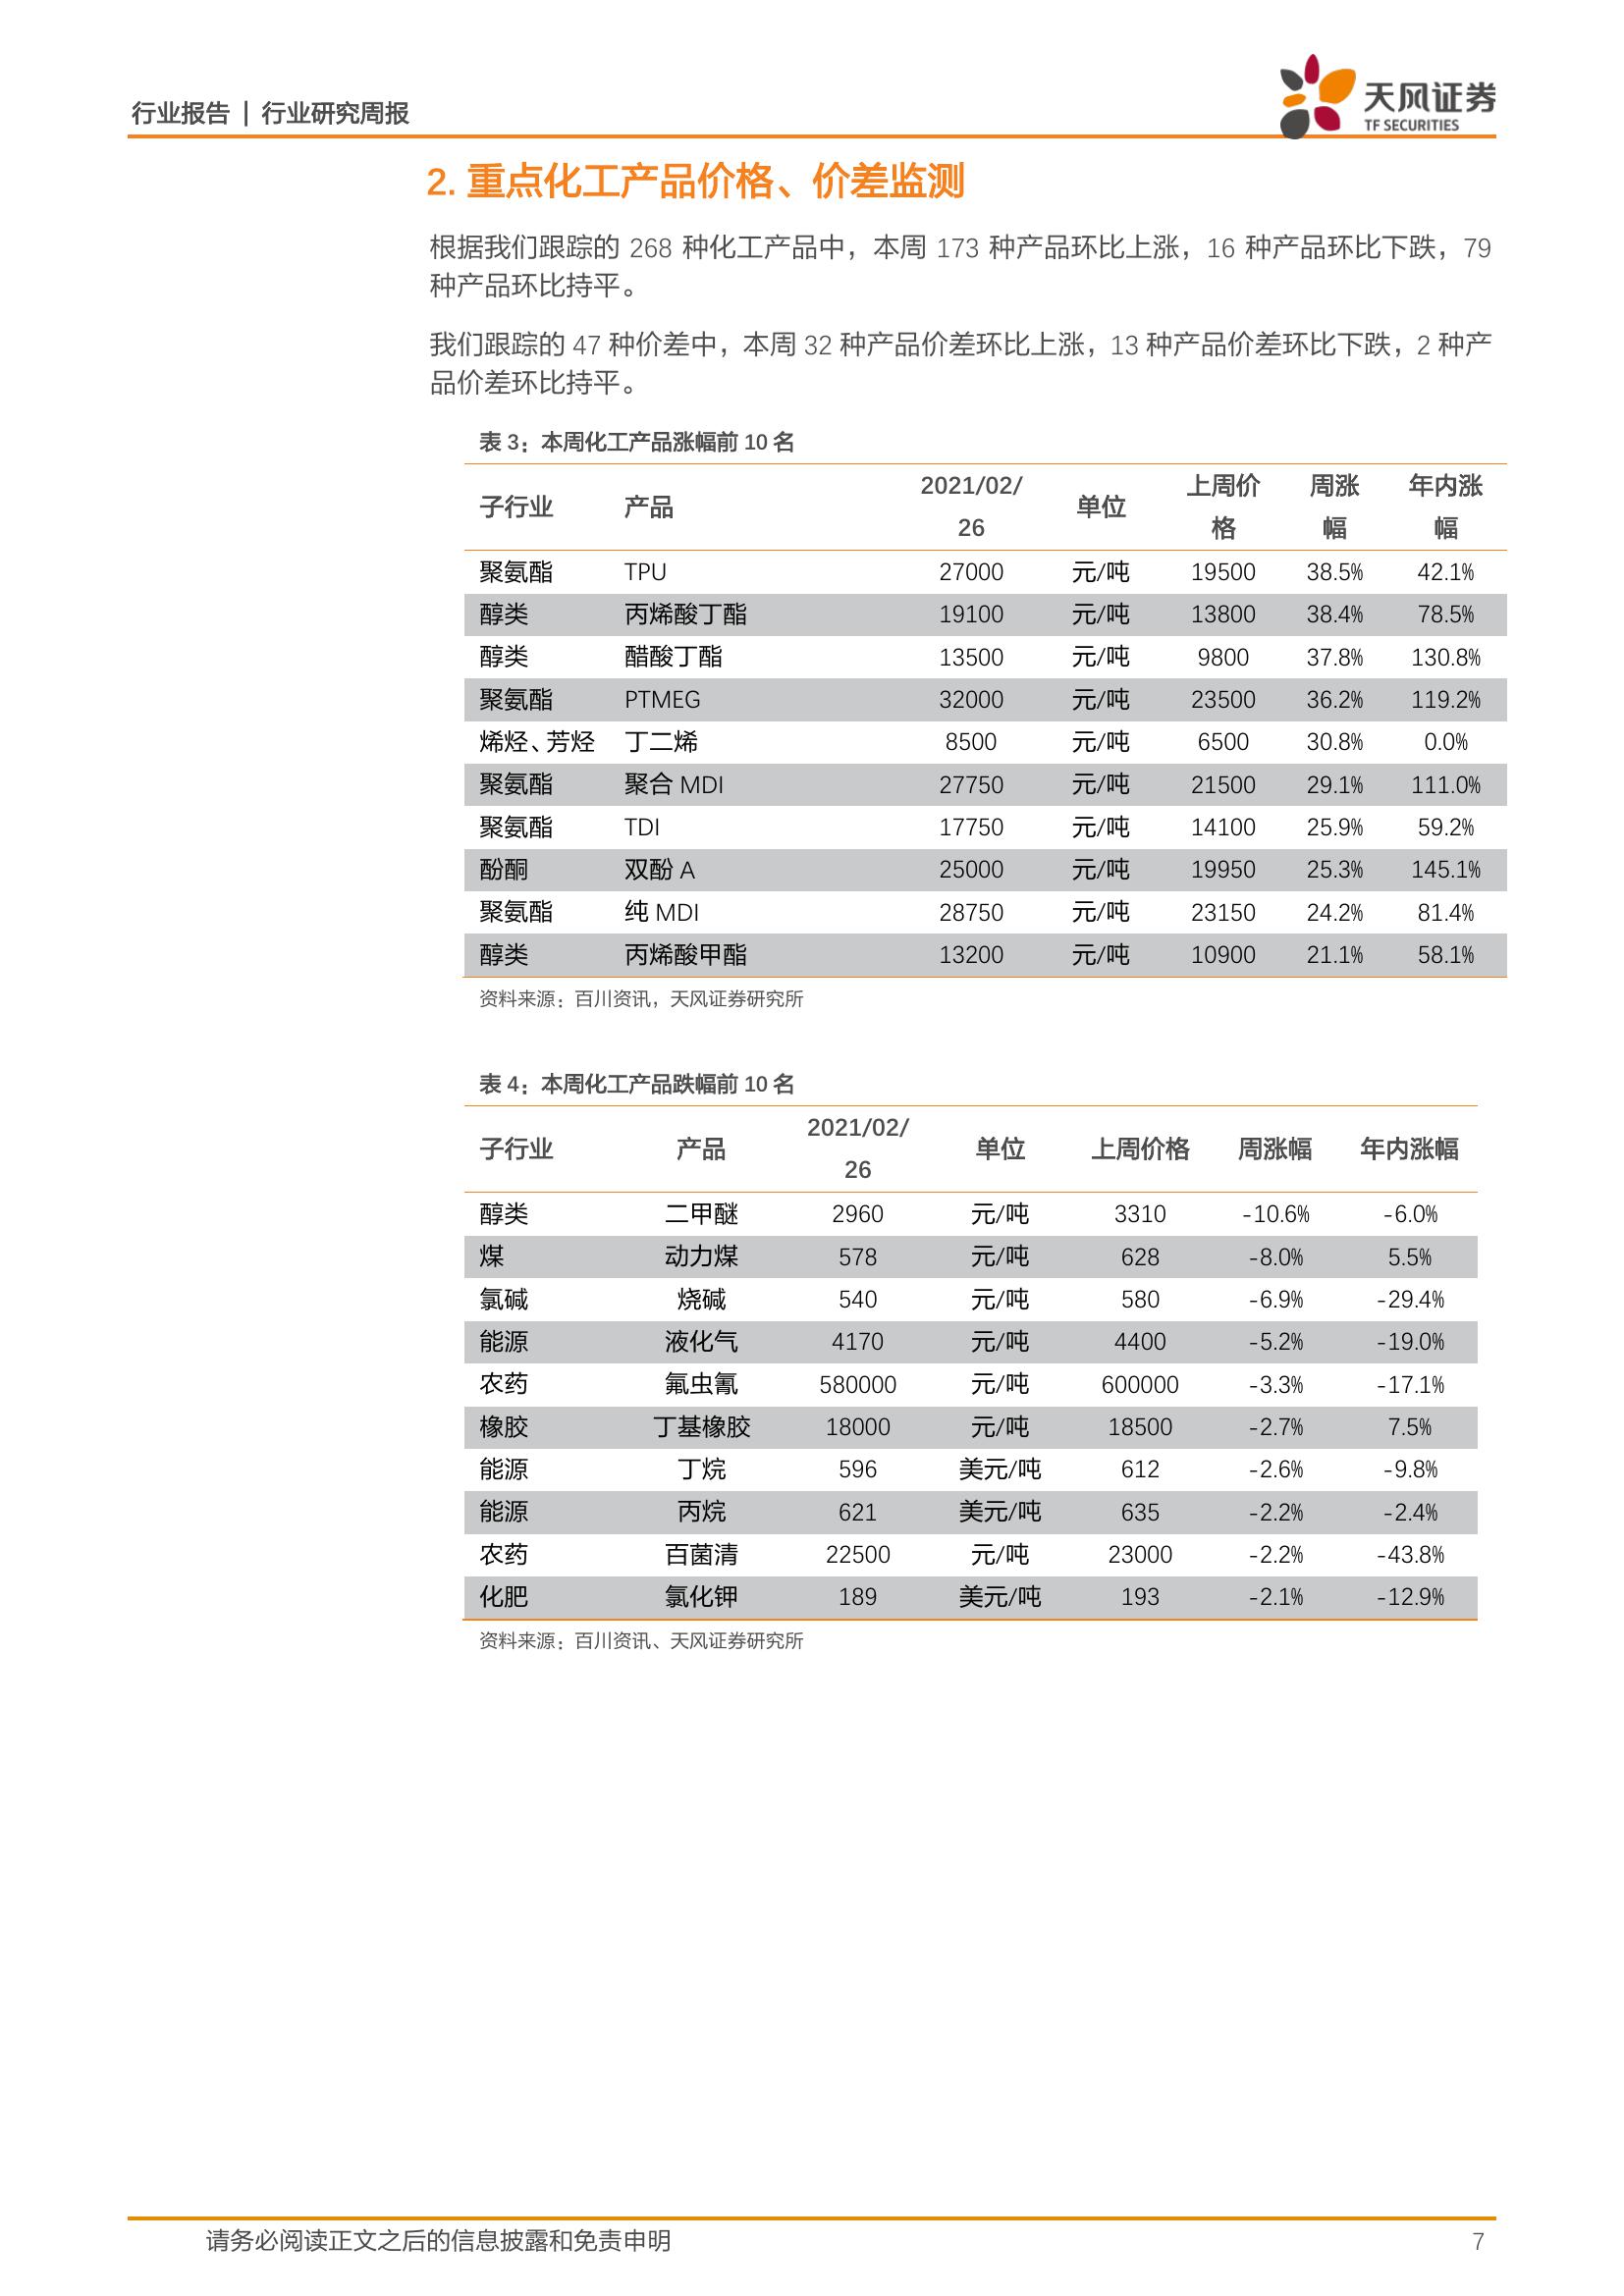 行业报告 | 行业研究周报
天风证券
TF SECURITIES
2. 重点化工产品价格、价差监测
根据我们跟踪的 268 种化工产品中，本周 173 种产品环比上涨，16 种产品环比下跌，79
种产品环比持平。
我们跟踪的 47 种价差中，本周 32 种产品价差环比上涨，13 种产品价差环比下跌，2 种产
品价差环比持平。
表 3：本周化工产品涨幅前 10 名
子行业 产品 2021/02/26 单位 上周价格 周涨幅 年内涨幅
聚氨酯 TPU 27000 元/吨 19500 38.5% 42.1%
醇类 丙烯酸丁酯 19100 元/吨 13800 38.4% 78.5%
醇类 醋酸丁酯 13500 元/吨 9800 37.8% 130.8%
聚氨酯 PTMEG 32000 元/吨 23500 36.2% 119.2%
烯烃、芳烃 丁二烯 8500 元/吨 6500 30.8% 0.0%
聚氨酯 聚合 MDI 27750 元/吨 21500 29.1% 111.0%
聚氨酯 TDI 17750 元/吨 14100 25.9% 59.2%
酚酮 双酚 A 25000 元/吨 19950 25.3% 145.1%
聚氨酯 纯 MDI 28750 元/吨 23150 24.2% 81.4%
醇类 丙烯酸甲酯 13200 元/吨 10900 21.1% 58.1%
资料来源：百川资讯，天风证券研究所
表 4：本周化工产品跌幅前 10 名
子行业 产品 2021/02/26 单位 上周价格 周涨幅 年内涨幅
醇类 二甲醚 2960 元/吨 3310 -10.6% -6.0%
煤 动力煤 578 元/吨 628 -8.0% 5.5%
氯碱 烧碱 540 元/吨 580 -6.9% -29.4%
能源 液化气 4170 元/吨 4400 -5.2% -19.0%
农药 氟虫氰 580000 元/吨 600000 -3.3% -17.1%
橡胶 丁基橡胶 18000 元/吨 18500 -2.7% 7.5%
能源 丁烷 596 美元/吨 612 -2.6% -9.8%
能源 丙烷 621 美元/吨 635 -2.2% -2.4%
农药 百菌清 22500 元/吨 23000 -2.2% -43.8%
化肥 氯化钾 189 美元/吨 193 -2.1% -12.9%
资料来源：百川资讯、天风证券研究所
请务必阅读正文之后的信息披露和免责申明 7